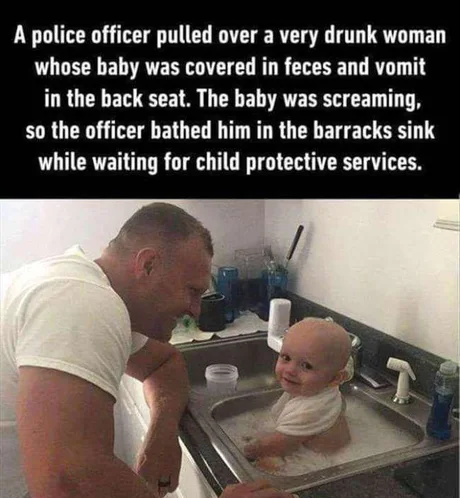 A police officer pulled over a very drunk woman
whose baby was covered in feces and vomit
in the back seat. The baby was screaming,
so the officer bathed him in the barracks sink
while waiting for child protective services.